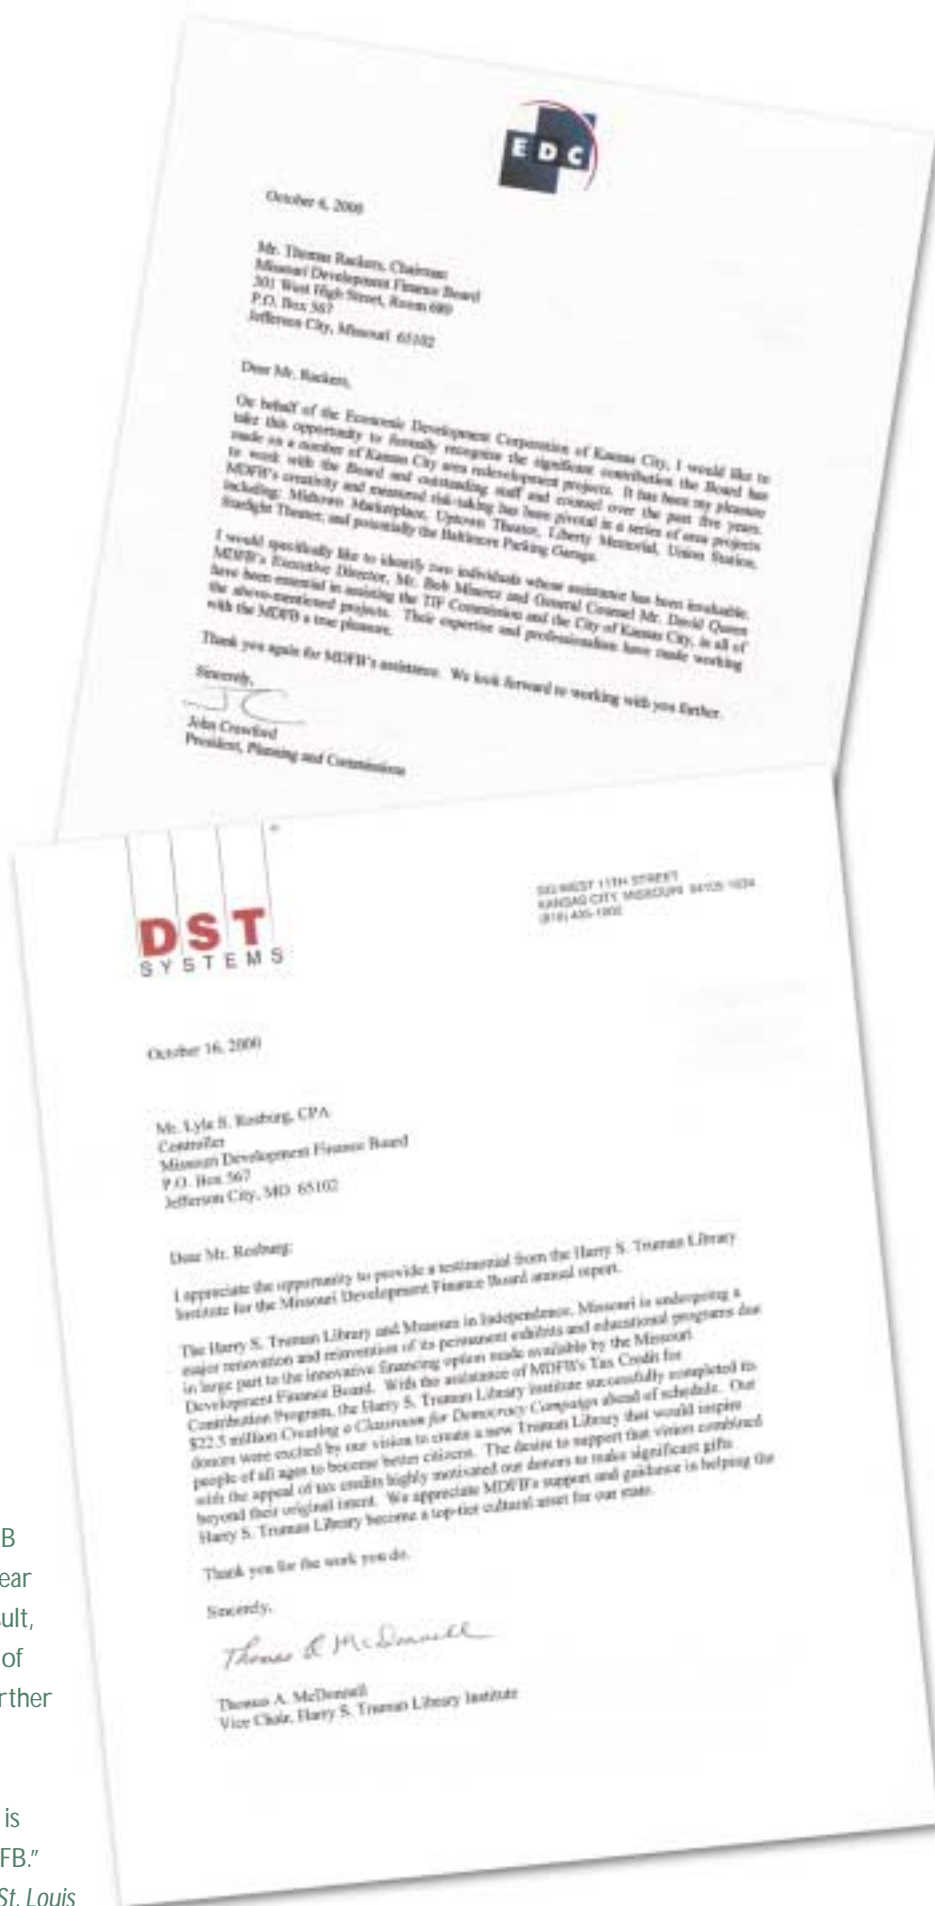 EDC
October 6, 2000
Mr. Thomas Rackers, Chairman
Missouri Development Finance Board
301 West High Street, Room 680
P.O. Box 567
Jefferson City, Missouri 65102
Dear Mr. Rackers,
On behalf of the Economic Development Corporation of Kansas City, I would like to
take this opportunity to formally recognize the significant contribution the Board has
made on a number of Kansas City area redevelopment projects. It has been my pleasure
to work with the Board and outstanding staff and counsel over the past five years.
MDFB's creativity and measured risk-taking has been pivotal in a series of area projects
including: Midtown Marketplace, Uptown Theater, Liberty Memorial, Union Station,
Starlight Theater, and potentially the Baltimore Parking Garage.
I would specifically like to identify two individuals whose assistance has been invaluable.
MDFB's Executive Director, Mr. Bob and General Counsel Mr. David Queen
have been essential in assisting the TIF Commission and the City of Kansas City, in all of
the above-mentioned projects. Their expertise and professionalism have made working
with the MDFB a true pleasure.
Thank you again for MDFB's assistance. We look forward to working with you further.
Sincerely,
JC
John Crawford
President, Planning and Commissions
DST
SYSTEMS
WEST 11TH STREET
KANSAS CITY, MISSOURI
October 16, 2000
Mr. Lyle S. Rosburg, CPA
Controller
Missouri Development Finance Board
P.O. Box 567
Jefferson City, MO 65102
Dear Mr. Rosburg:
I appreciate the opportunity to provide a testimonial from the Harry S. Truman Library
Institute for the Missouri Development Finance Board annual report.
The Harry S. Truman Library and Museum in Independence, Missouri is undergoing a
major renovation and reinvention of its permanent exhibits and educational programs due
in large part to the innovative financing option made available by the Missouri
Development Finance Board. With the assistance of MDFB's Tax Credit for
Contribution Program, the Harry S. Truman Library Institute successfully completed its
$22.5 million Creating a Classroom for Democracy Campaign ahead of schedule. Our
donors were excited by our vision to create a new Truman Library that would inspire
people of all ages to become better citizens. The desire to support that vision combined
with the appeal of tax credits highly motivated our donors to make significant gifts
beyond their original intent. We appreciate MDFB's support and guidance in helping the
Harry S. Truman Library become a top-tier cultural asset for our state.
Thank you for the work you do.
Sincerely,
Thomas A McDonnell
Thomas A. McDonnell
Vice Chair, Harry S. Truman Library Institute
B
ear
sult,
of
rther
is
FB."
St. Louis